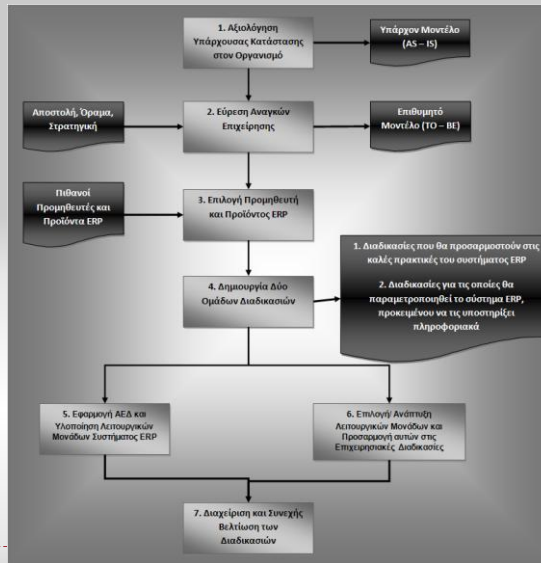 1. Αξιολόγηση
Υπάρχουσας Κατάστασης
στον Οργανισμό
Υπάρχον Μοντέλο
(AS – IS)
Αποστολή, Όραμα,
Στρατηγική
2. Εύρεση Αναγκών
Επιχείρησης
Επιθυμητό
Μοντέλο (TO – BE)
Πιθανοί
Προμηθευτές και
Προϊόντα ERP
3. Επιλογή Προμηθευτή
και Προϊόντος ERP
4. Δημιουργία Δύο
Ομάδων Διαδικασιών
1. Διαδικασίες που θα προσαρμοστούν στις
καλές πρακτικές του συστήματος ERP
2. Διαδικασίες για τις οποίες θα
παραμετροποιηθεί το σύστημα ERP,
προκειμένου να τις υποστηρίξει
πληροφοριακά
5. Εφαρμογή ΑΕΔ και
Υλοποίηση Λειτουργικών
Μονάδων Συστήματος ERP
6. Επιλογή/ Ανάπτυξη
Λειτουργικών Μονάδων και
Προσαρμογή αυτών στις
Επιχειρησιακές Διαδικασίες
7. Διαχείριση και Συνεχής
Βελτίωση των
Διαδικασιών